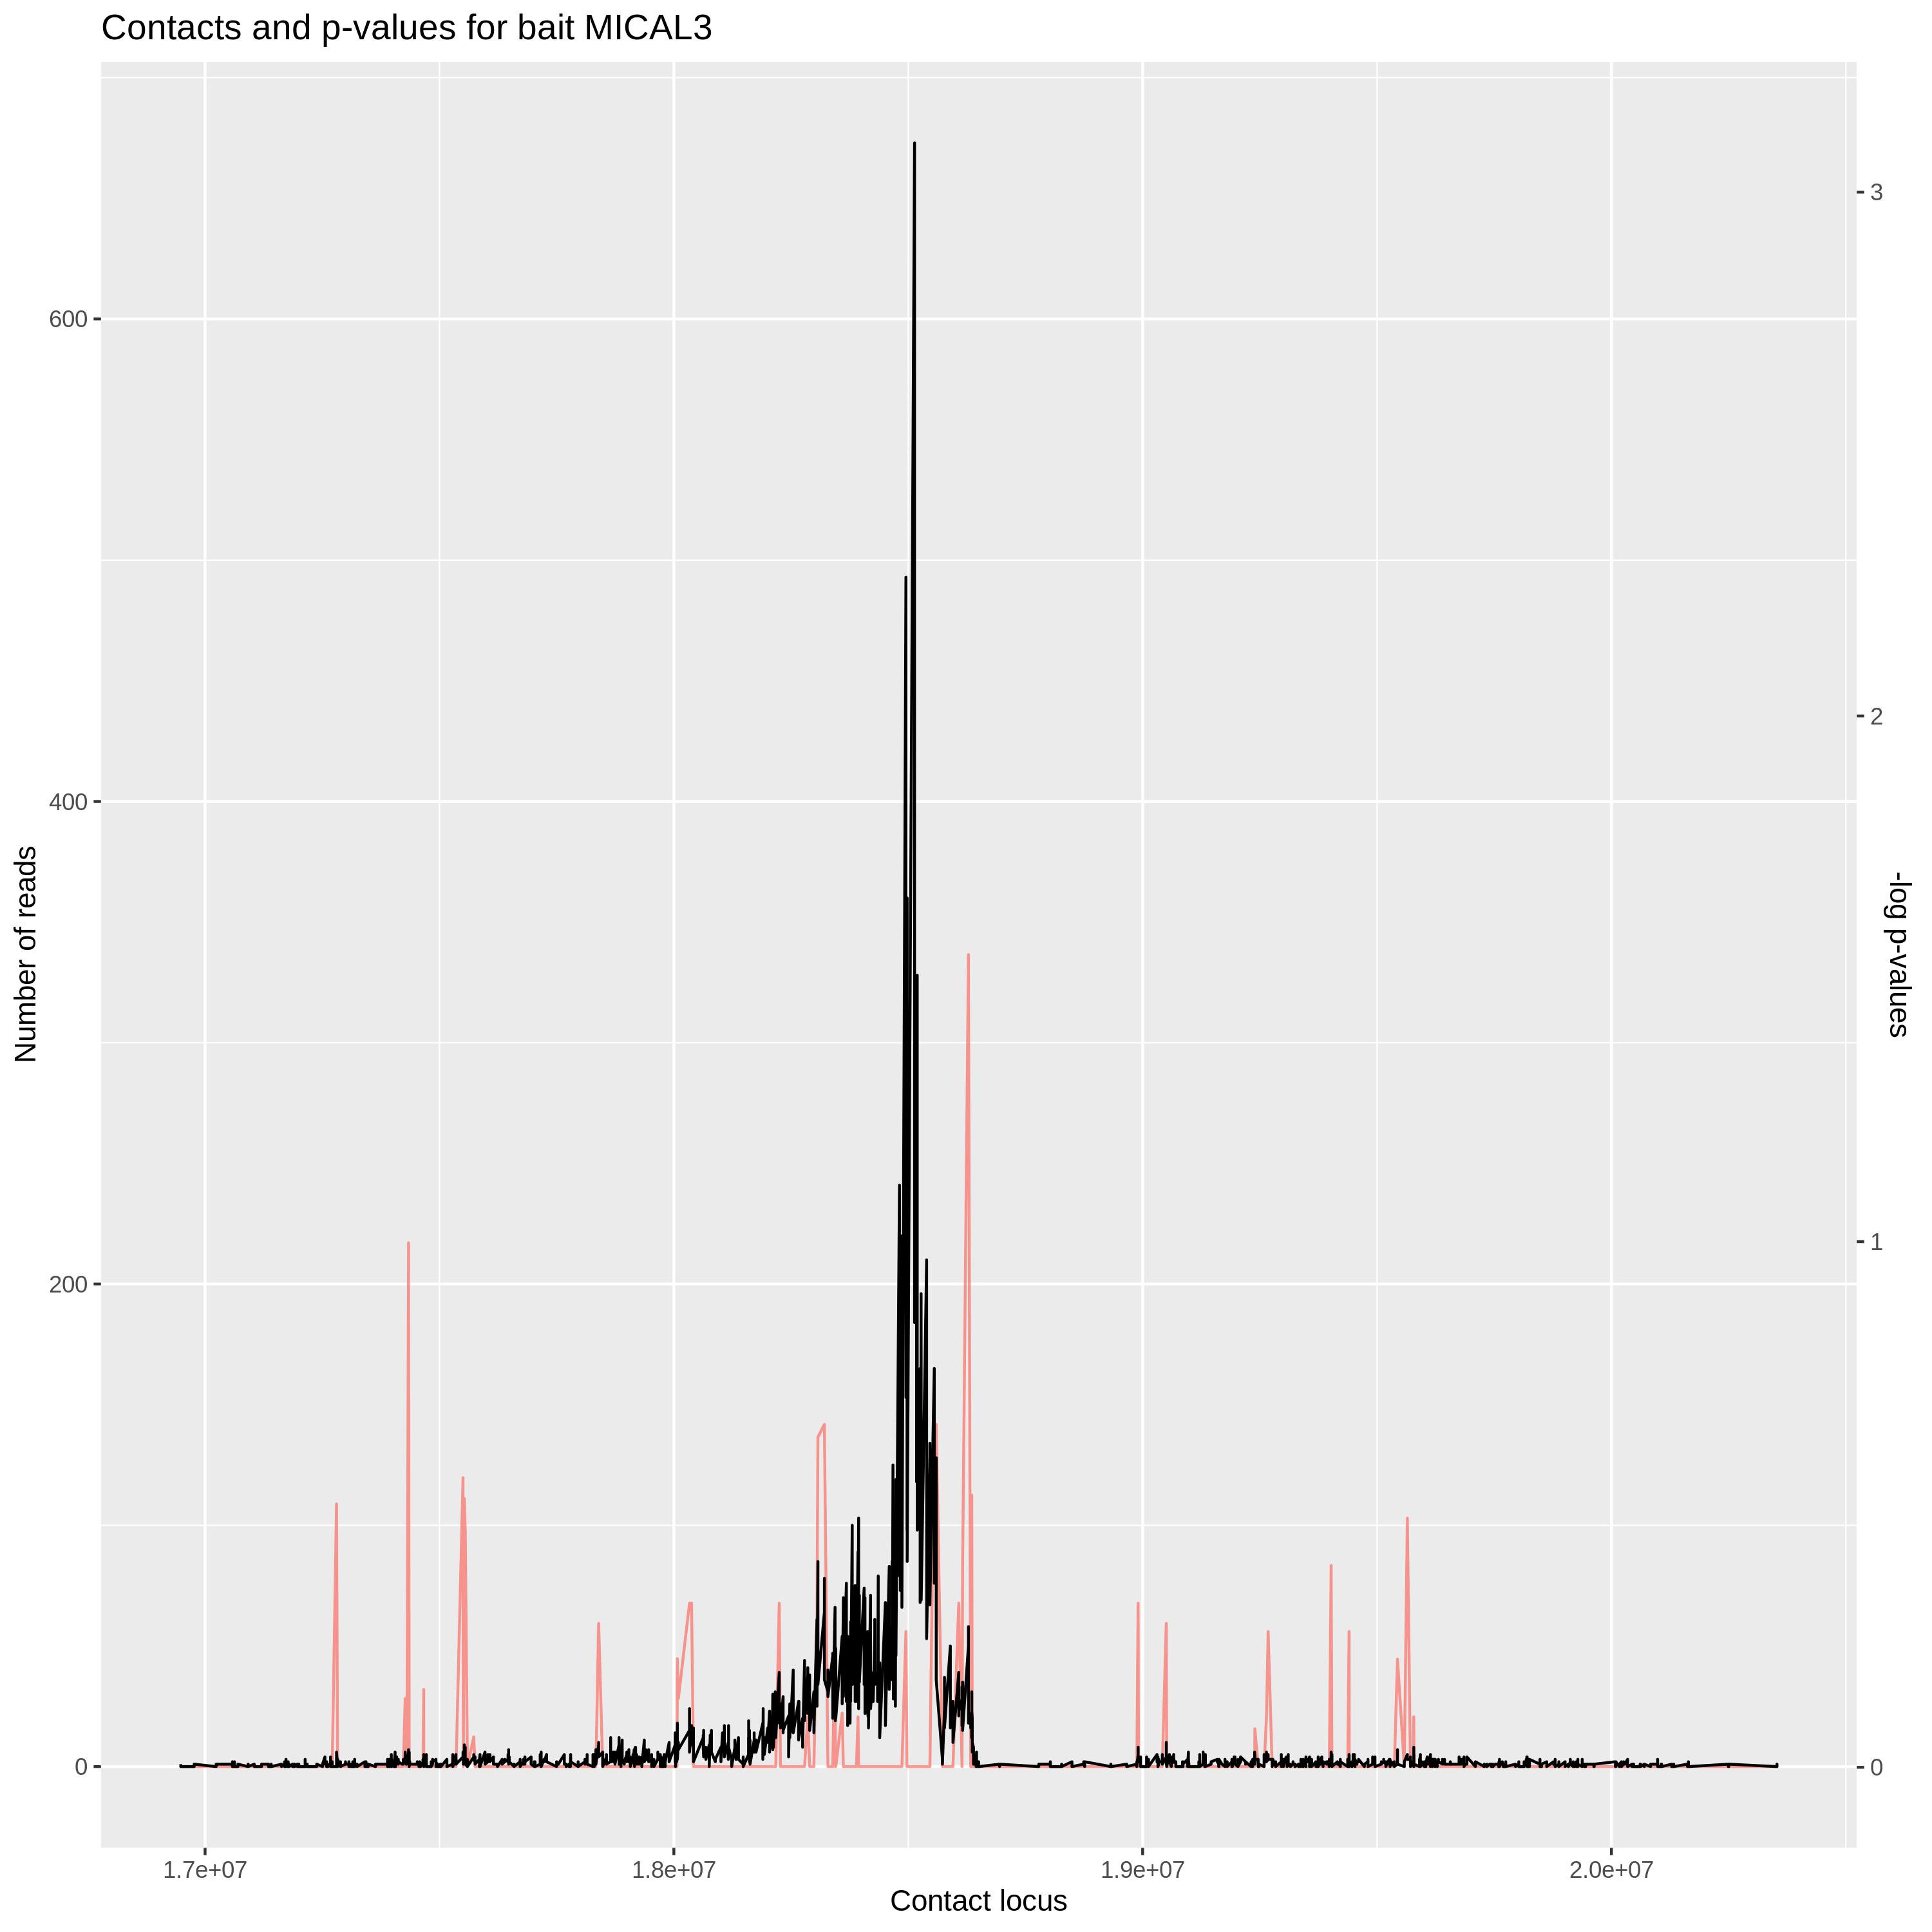 Contacts and p-values for bait MICAL3
600
400
200
0
3
2
1
0
Number of reads
-log p-values
1.7e+07
1.8e+07
1.9e+07
2.0e+07
Contact locus